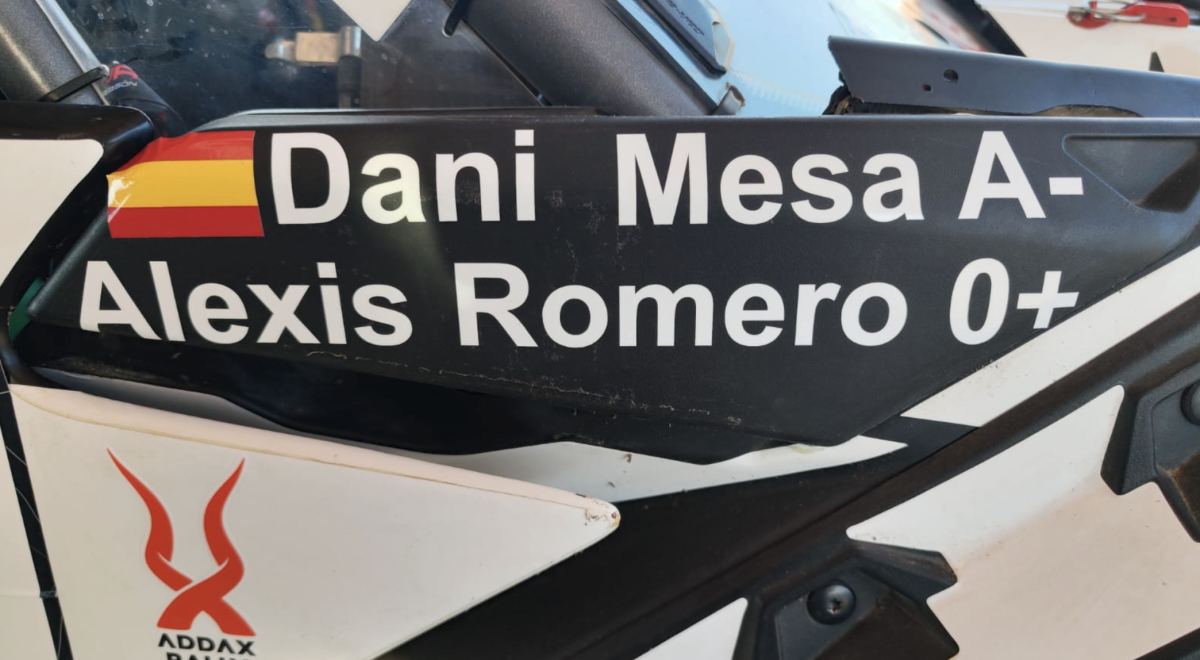 Dani Mesa A-
Alexis Romero 0+
ADDAX